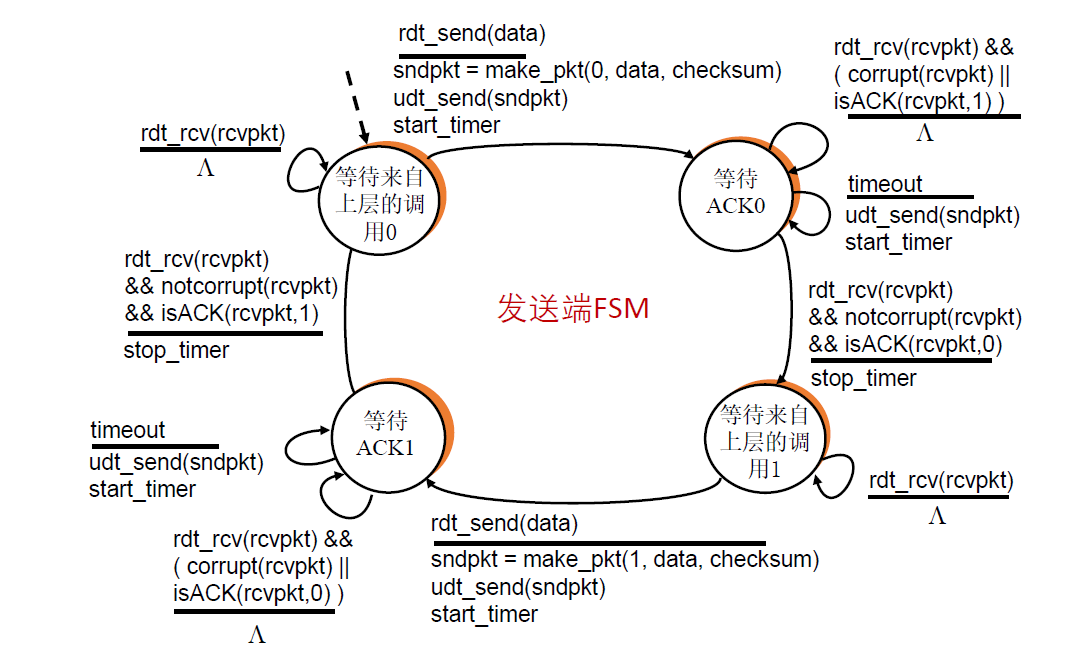 rdt_send(data)
sndpkt = make_pkt(0, data, checksum)
udt_send(sndpkt)
start_timer
rdt_rcv(rcvpkt) &&
( corrupt(rcvpkt) ||
isACK(rcvpkt,1) )
Λ
rdt_rcv(rcvpkt)
Λ
等待来自
上层的调
用0
等待
ACK0
timeout
udt_send(sndpkt)
start_timer
rdt_rcv(rcvpkt)
&& notcorrupt(rcvpkt)
&& isACK(rcvpkt,1)
stop_timer
发送端FSM
rdt_rcv(rcvpkt)
&& notcorrupt(rcvpkt)
&& isACK(rcvpkt,0)
stop_timer
timeout
udt_send(sndpkt)
start_timer
等待
ACK1
等待来自
上层的调
用1
rdt_rcv(rcvpkt)
Λ
rdt_rcv(rcvpkt) &&
( corrupt(rcvpkt) ||
isACK(rcvpkt,0) )
Λ
rdt_send(data)
sndpkt = make_pkt(1, data, checksum)
udt_send(sndpkt)
start_timer